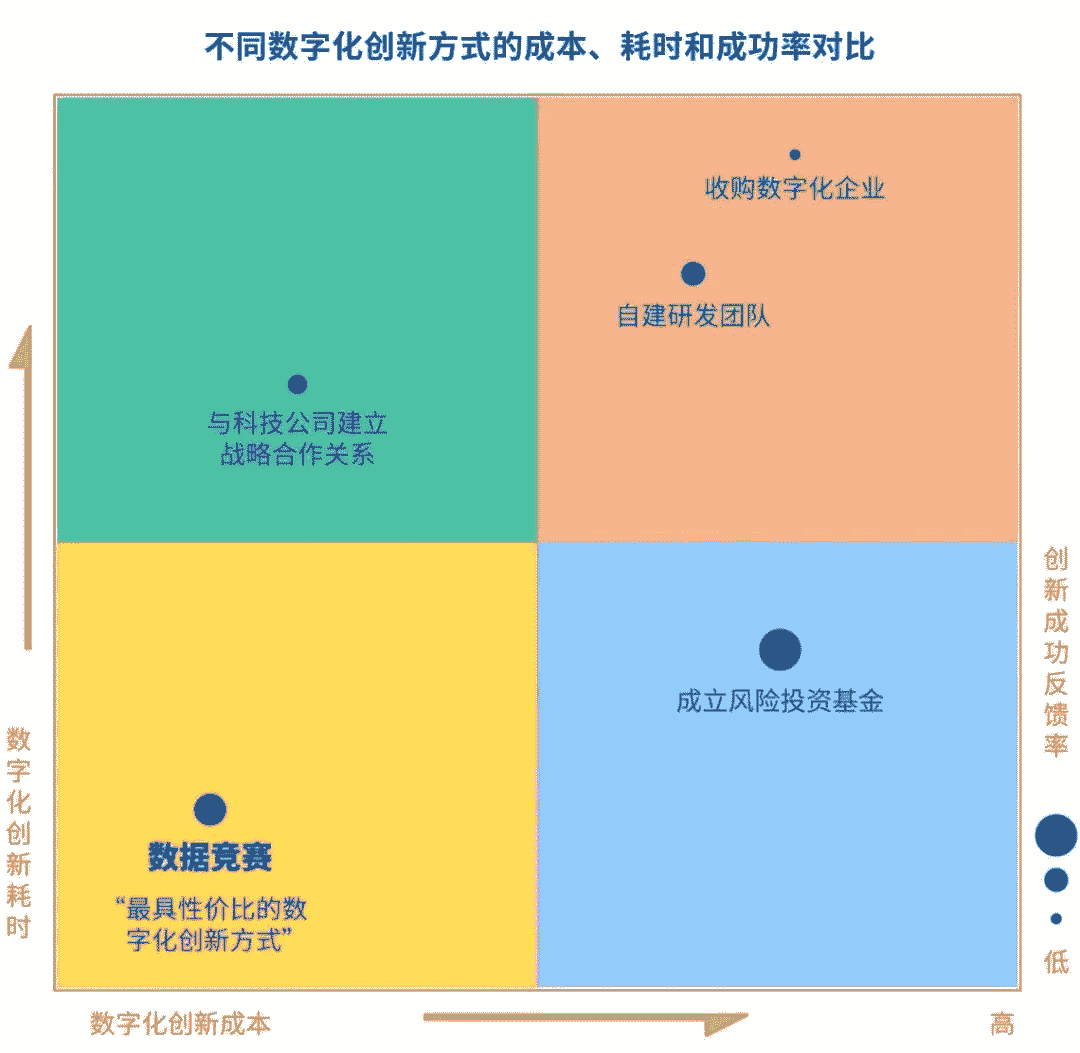 不同数字化创新方式的成本、耗时和成功率对比
收购数字化企业
自建研发团队
与科技公司建立
战略合作关系
成立风险投资基金
数据竞赛
“最具性价比的数
字化创新方式”
数字化创新耗时
创新成功反馈率
低
数字化创新成本
高